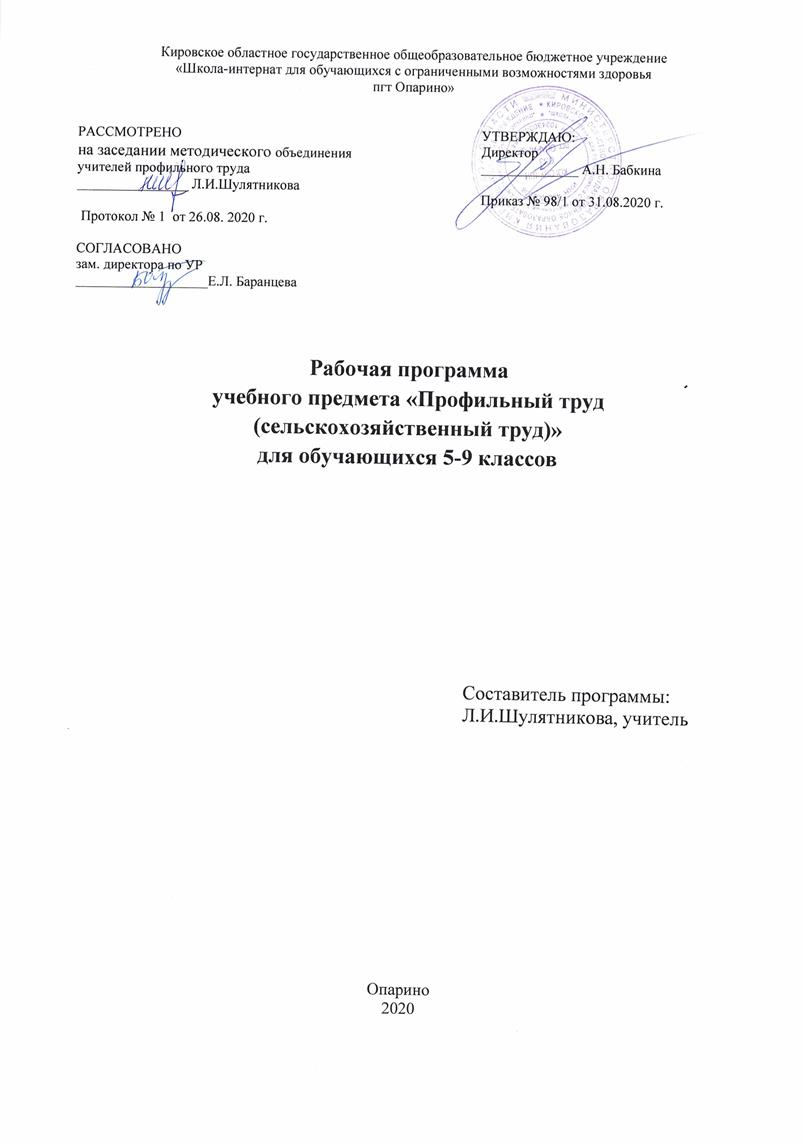 Кировское областное государственное общеобразовательное бюджетное учреждение
«Школа-интернат для обучающихся с ограниченными возможностями здоровья
пгт Опарино»
РАССМОТРЕНО
на заседании методического объединения
учителей профильного труда
________________ Л.И.Шулятникова
Протокол № 1 от 26.08. 2020 г.
СОГЛАСОВАНО
зам. директора по УР
___________________Е.Л. Баранцева
УТВЕРЖДАЮ:
Директор
______________ А.Н. Бабкина
Приказ № 98/1 от 31.08.2020 г.
Рабочая программа
учебного предмета «Профильный труд
(сельскохозяйственный труд)»
для обучающихся 5-9 классов
Составитель программы:
Л.И.Шулятникова, учитель
Опарино
2020